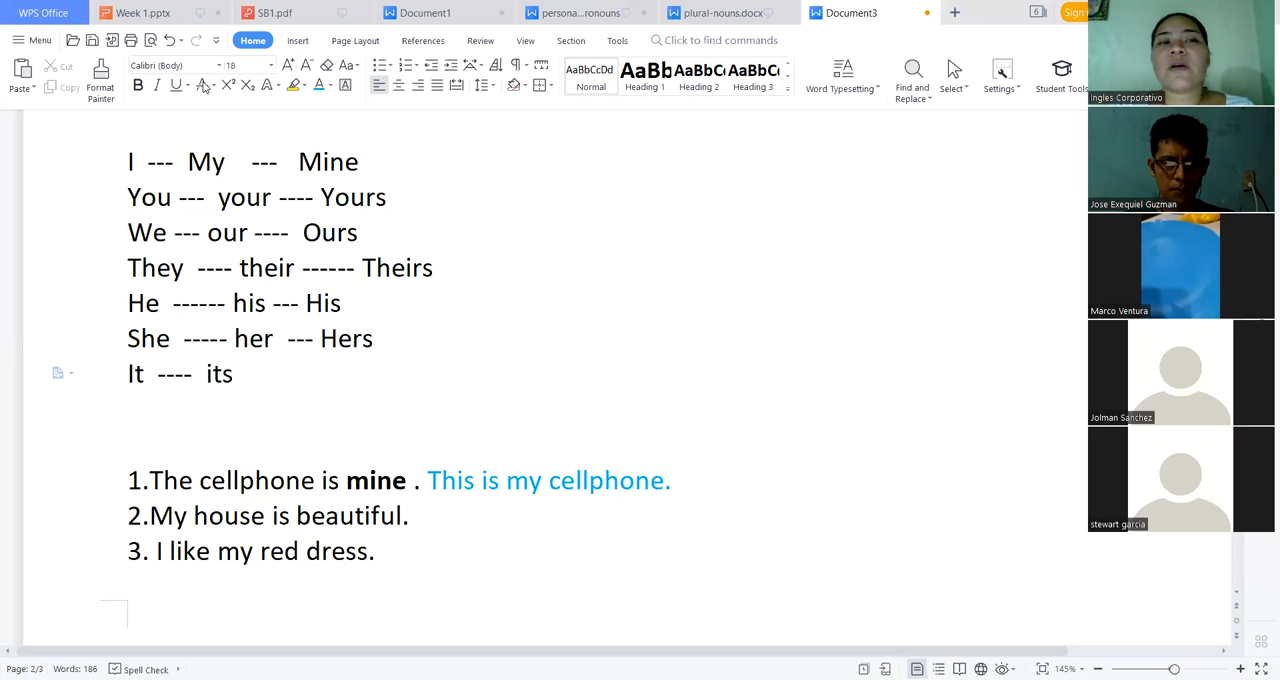 WPS Office Week 1.pptx SB1.pdf Document1 persona...ronouns plural-nouns.docx Document3 + 6 Sign
Menu Home Insert Page Layout References Review View Section Tools Click to find commands
Paste Cut Copy Format Painter Calibri (Body) 18 AaBbCcDd Normal AaBb Heading 1 AaBbC Heading 2 AaBbC Heading 3 Word Typesetting Find and Replace Select Settings Student Tools
Ingles Corporativo
I --- My --- Mine
You --- your ---- Yours
Jose Exequiel Guzman
We --- our ---- Ours
They ---- their ------ Theirs
He ------ his --- His
Marco Ventura
She ----- her --- Hers
It ---- its
Jolman Sanchez
1.The cellphone is mine . This is my cellphone.
2.My house is beautiful.
stewart garcia
3. I like my red dress.
Page: 2/3 Words: 186 Spell Check 145%